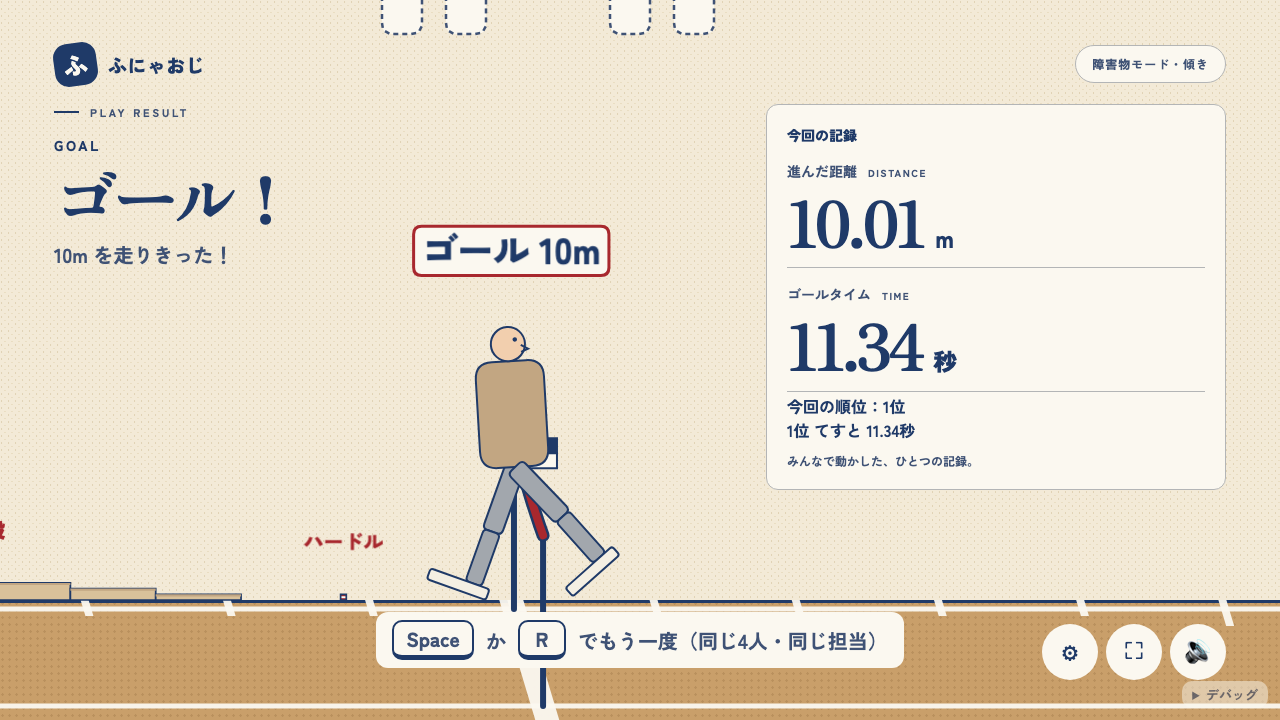 ふ ふにゃおじ
PLAY RESULT
GOAL
ゴール！
10m を走りきった！
障害物モード・傾き
今回の記録
進んだ距離 DISTANCE
10.01 m
ゴールタイム TIME
11.34 秒
今回の順位：1位
1位 てすと 11.34秒
みんなで動かした、ひとつの記録。
ゴール 10m
ハードル
Space か R でもう一度（同じ4人・同じ担当）
▶ デバッグ